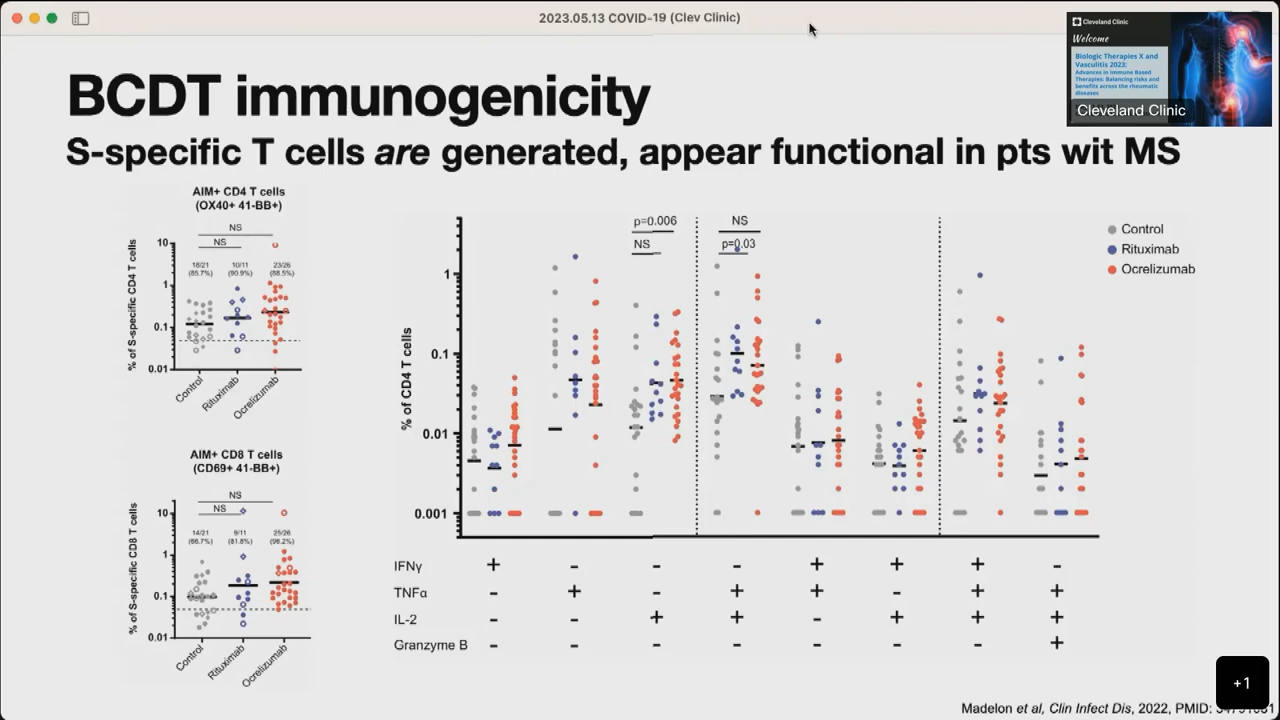 2023.05.13 COVID-19 (Clev Clinic)
Cleveland Clinic
Welcome
Biologic Therapies X and
Vasculitis 2023:
Advances in Immune Based
Therapies: Balancing risks and
benefits across the rheumatic
diseases
Cleveland Clinic
BCDT immunogenicity
S-specific T cells are generated, appear functional in pts wit MS
AIM+ CD4 T cells
(OX40+ 41-BB+)
NS
NS
% of S-specific CD4 T cells
10
1
0.1
0.01
18/21 10/11 23/26
(85.7%) (90.9%) (88.5%)
Control Rituximab Ocrelizumab
AIM+ CD8 T cells
(CD69+ 41-BB+)
NS
NS
% of S-specific CD8 T cells
10
1
0.1
0.01
14/21 9/11 25/26
(66.7%) (81.8%) (96.2%)
Control Rituximab Ocrelizumab
p=0.006 NS
NS p=0.03
% of CD4 T cells
1
0.1
0.01
0.001
Control
Rituximab
Ocrelizumab
IFNγ + - - - + + + -
TNFα - + - + + - + +
IL-2 - - + + - + + +
Granzyme B - - - - - - - +
+1
Madelon et al, Clin Infect Dis, 2022, PMID: